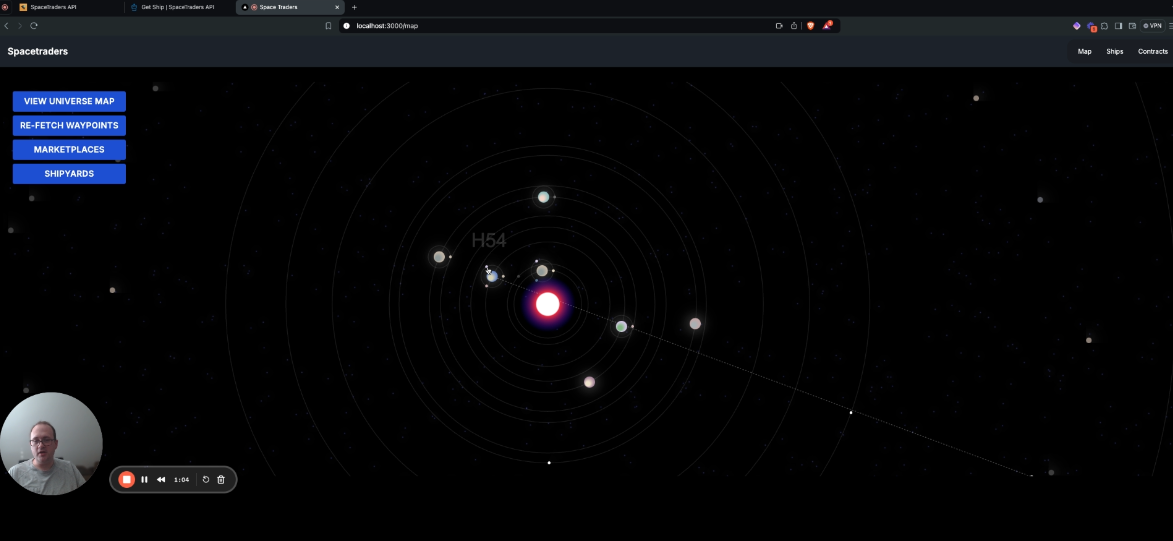 SpaceTraders API
Get Ship | SpaceTraders API
Space Traders
localhost:3000/map
VPN
Spacetraders
Map
Ships
Contracts
VIEW UNIVERSE MAP
RE-FETCH WAYPOINTS
MARKETPLACES
SHIPYARDS
H54
1:04